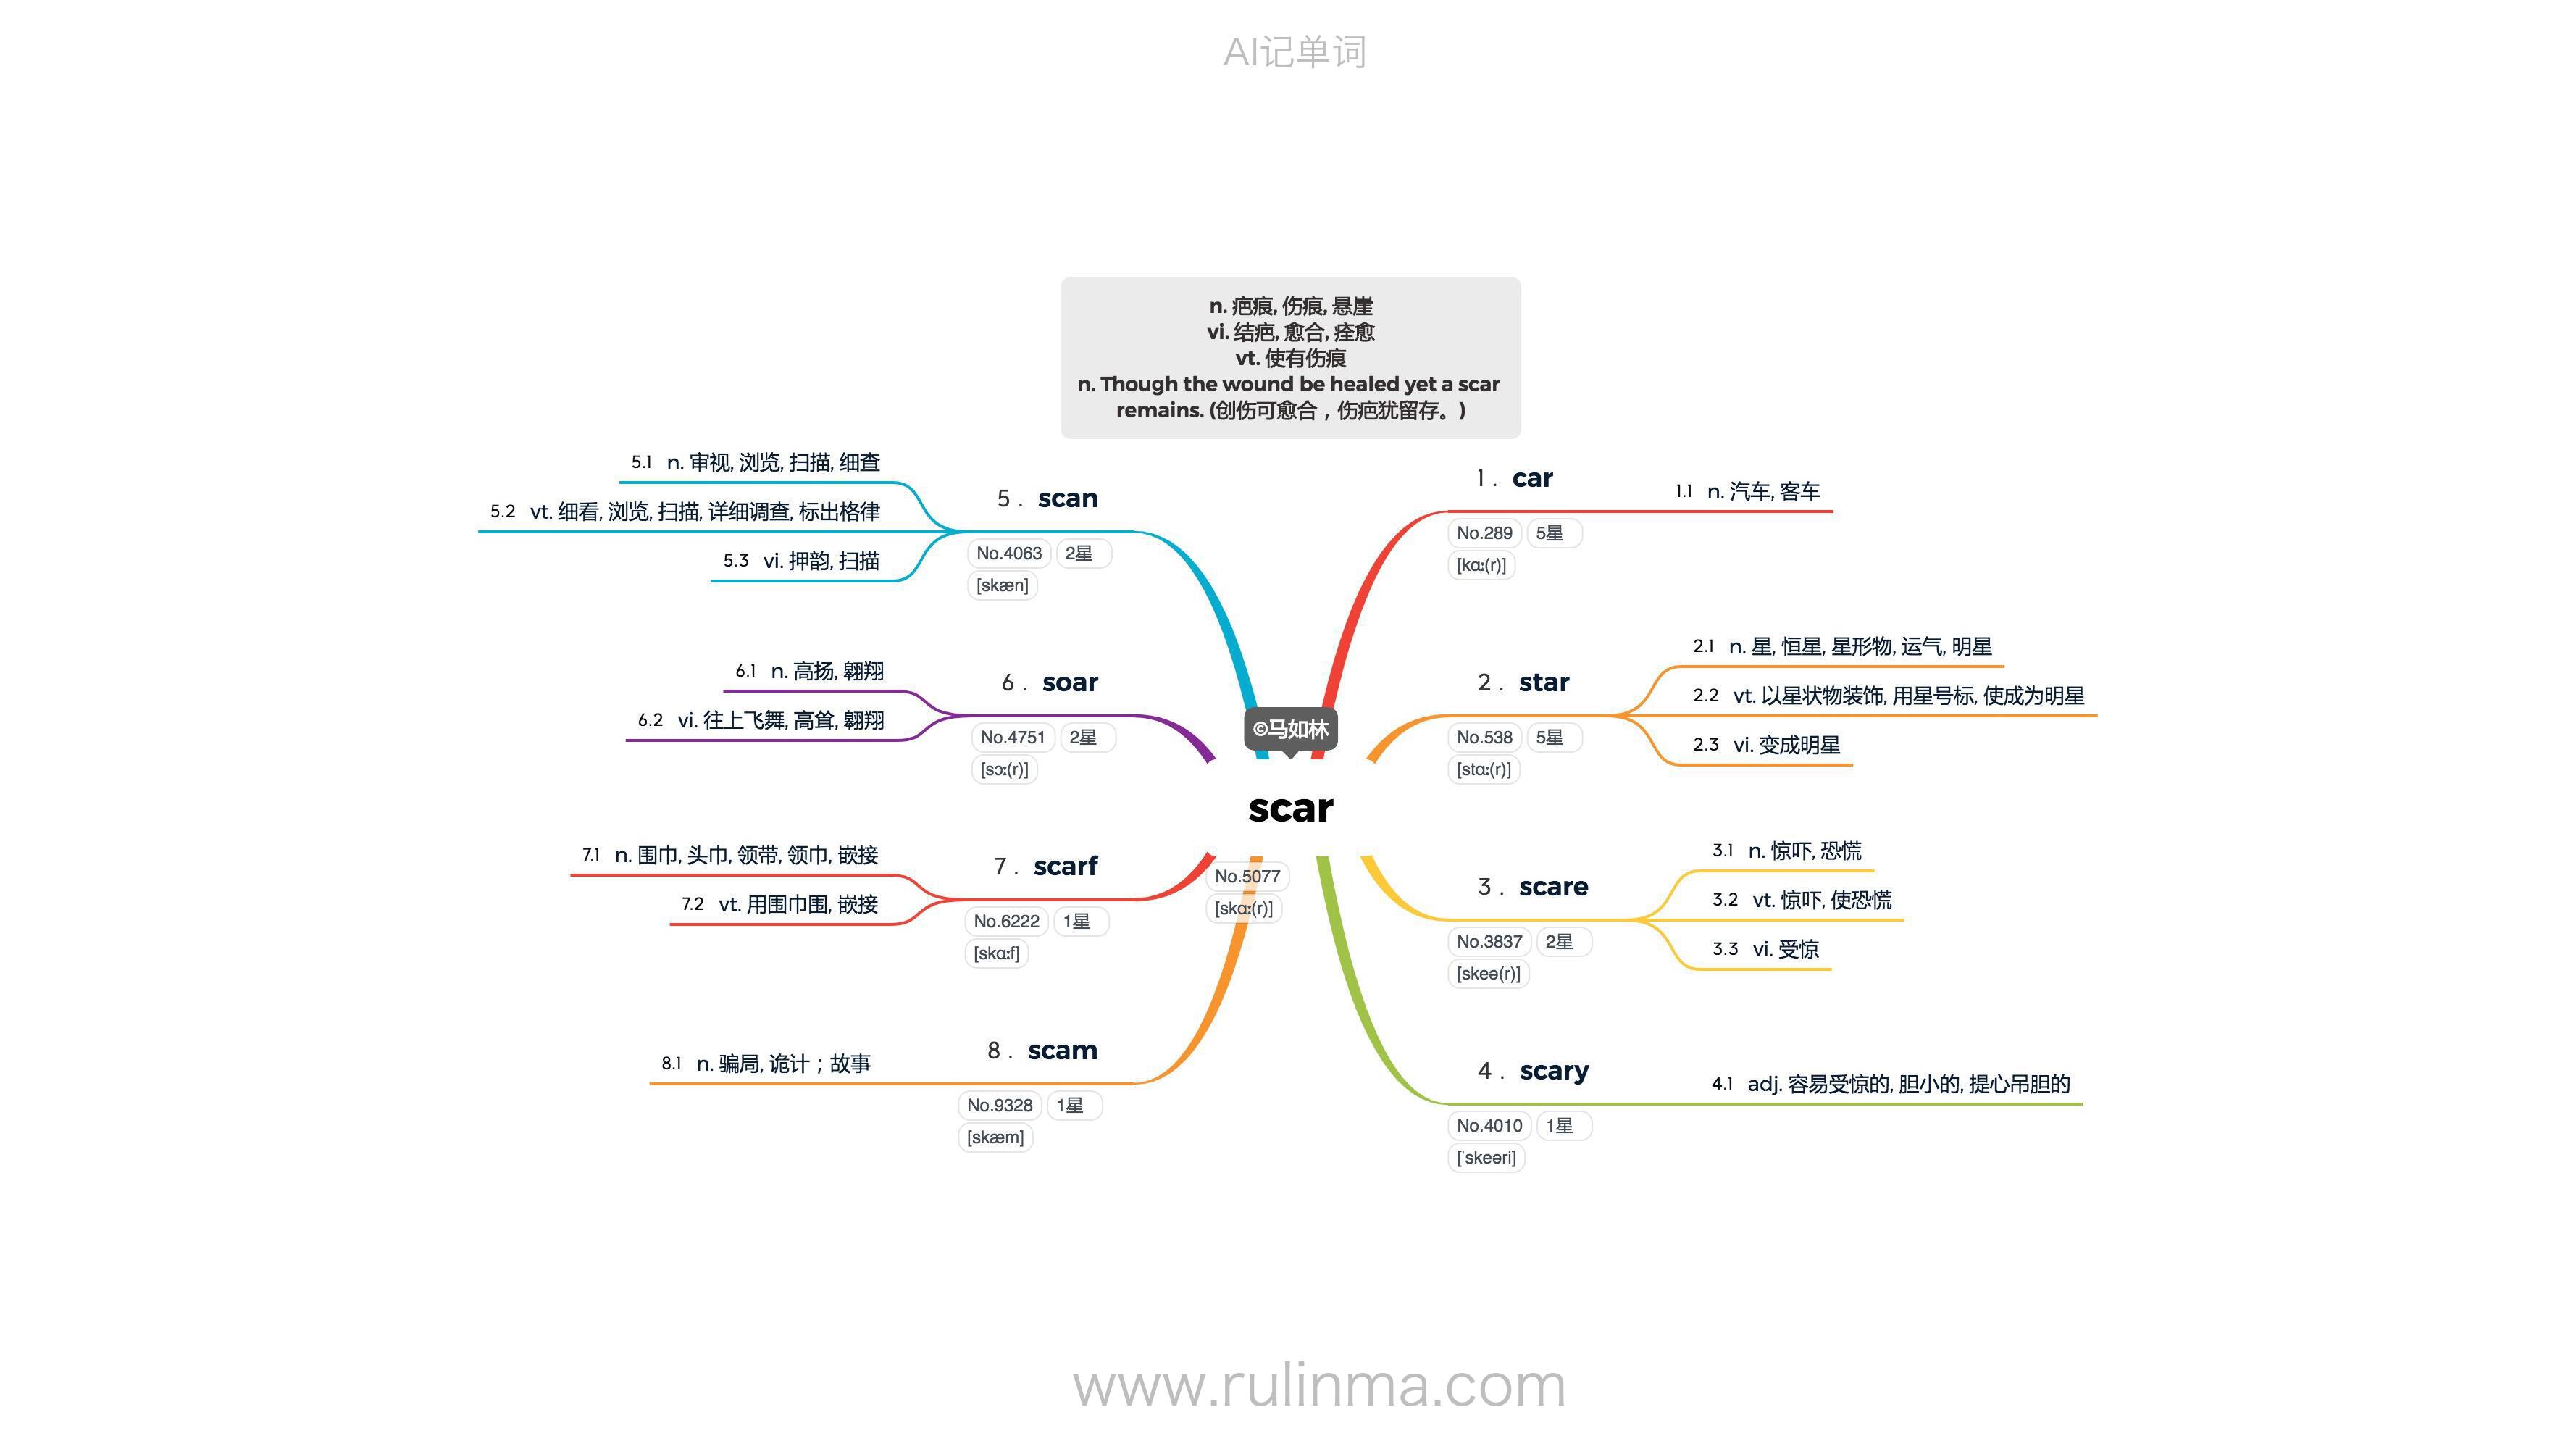 AI记单词
n. 疤痕, 伤痕, 悬崖
vi. 结疤, 愈合, 痊愈
vt. 使有伤痕
n. Though the wound be healed yet a scar
remains. (创伤可愈合，伤疤犹留存。)
©马如林
scar
No.5077
[skɑː(r)]
1. car
No.289 5星
[kɑː(r)]
1.1 n. 汽车, 客车
2. star
No.538 5星
[stɑː(r)]
2.1 n. 星, 恒星, 星形物, 运气, 明星
2.2 vt. 以星状物装饰, 用星号标, 使成为明星
2.3 vi. 变成明星
3. scare
No.3837 2星
[skeə(r)]
3.1 n. 惊吓, 恐慌
3.2 vt. 惊吓, 使恐慌
3.3 vi. 受惊
4. scary
No.4010 1星
[ˈskeəri]
4.1 adj. 容易受惊的, 胆小的, 提心吊胆的
5. scan
No.4063 2星
[skæn]
5.1 n. 审视, 浏览, 扫描, 细查
5.2 vt. 细看, 浏览, 扫描, 详细调查, 标出格律
5.3 vi. 押韵, 扫描
6. soar
No.4751 2星
[sɔː(r)]
6.1 n. 高扬, 翱翔
6.2 vi. 往上飞舞, 高耸, 翱翔
7. scarf
No.6222 1星
[skɑːf]
7.1 n. 围巾, 头巾, 领带, 领巾, 嵌接
7.2 vt. 用围巾围, 嵌接
8. scam
No.9328 1星
[skæm]
8.1 n. 骗局, 诡计；故事
www.rulinma.com